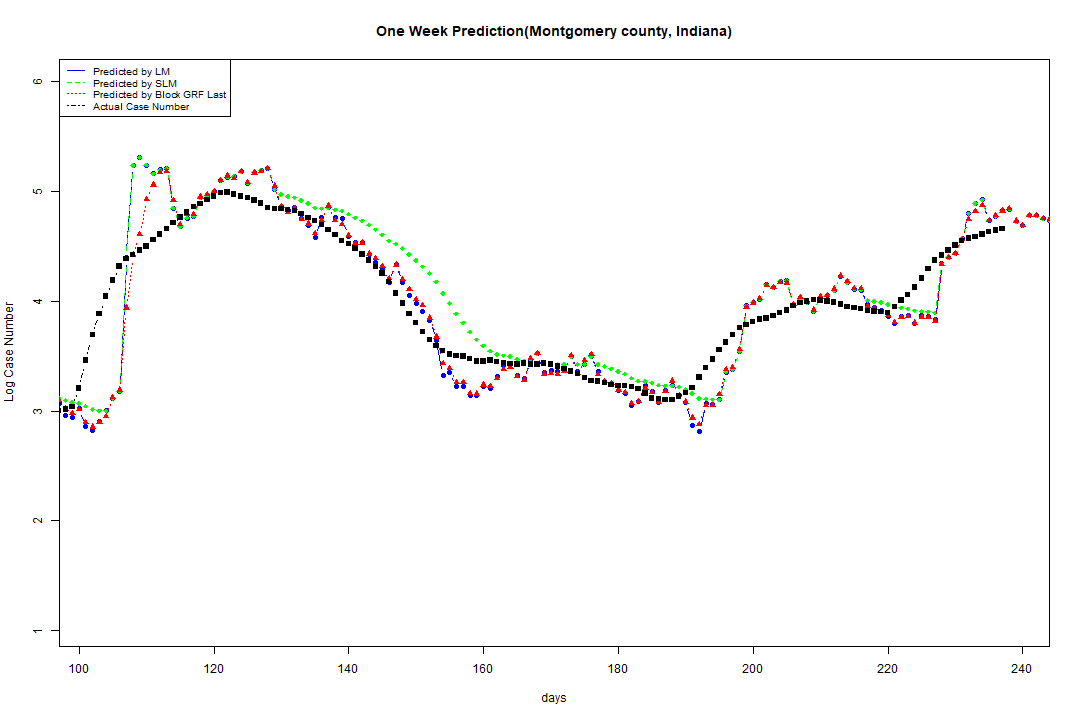 One Week Prediction(Montgomery county, Indiana)
Predicted by LM
Predicted by SLM
Predicted by Block GRF Last
Actual Case Number
Log Case Number
6
5
4
3
2
1
100 120 140 160 180 200 220 240
days